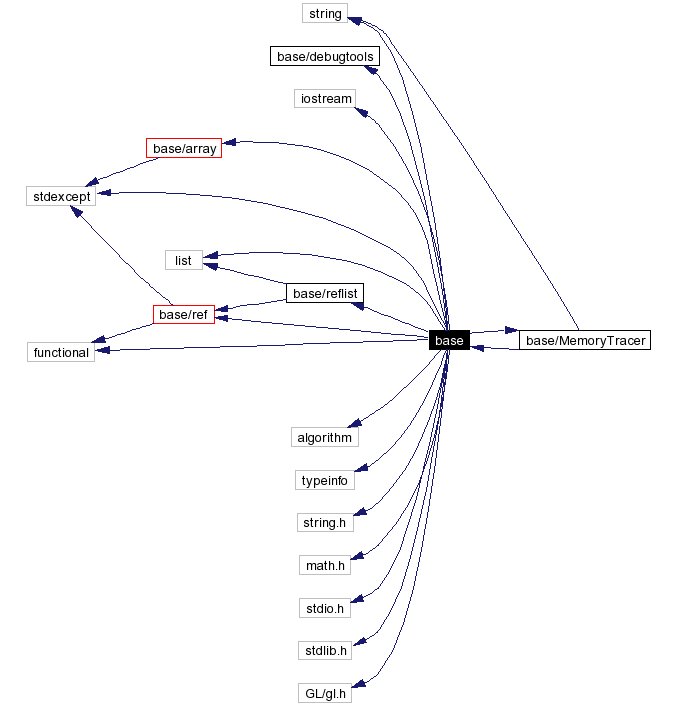 string
base/debugtools
iostream
base/array
stdexcept
list
base/reflist
base/ref
base
base/MemoryTracer
functional
algorithm
typeinfo
string.h
math.h
stdio.h
stdlib.h
GL/gl.h